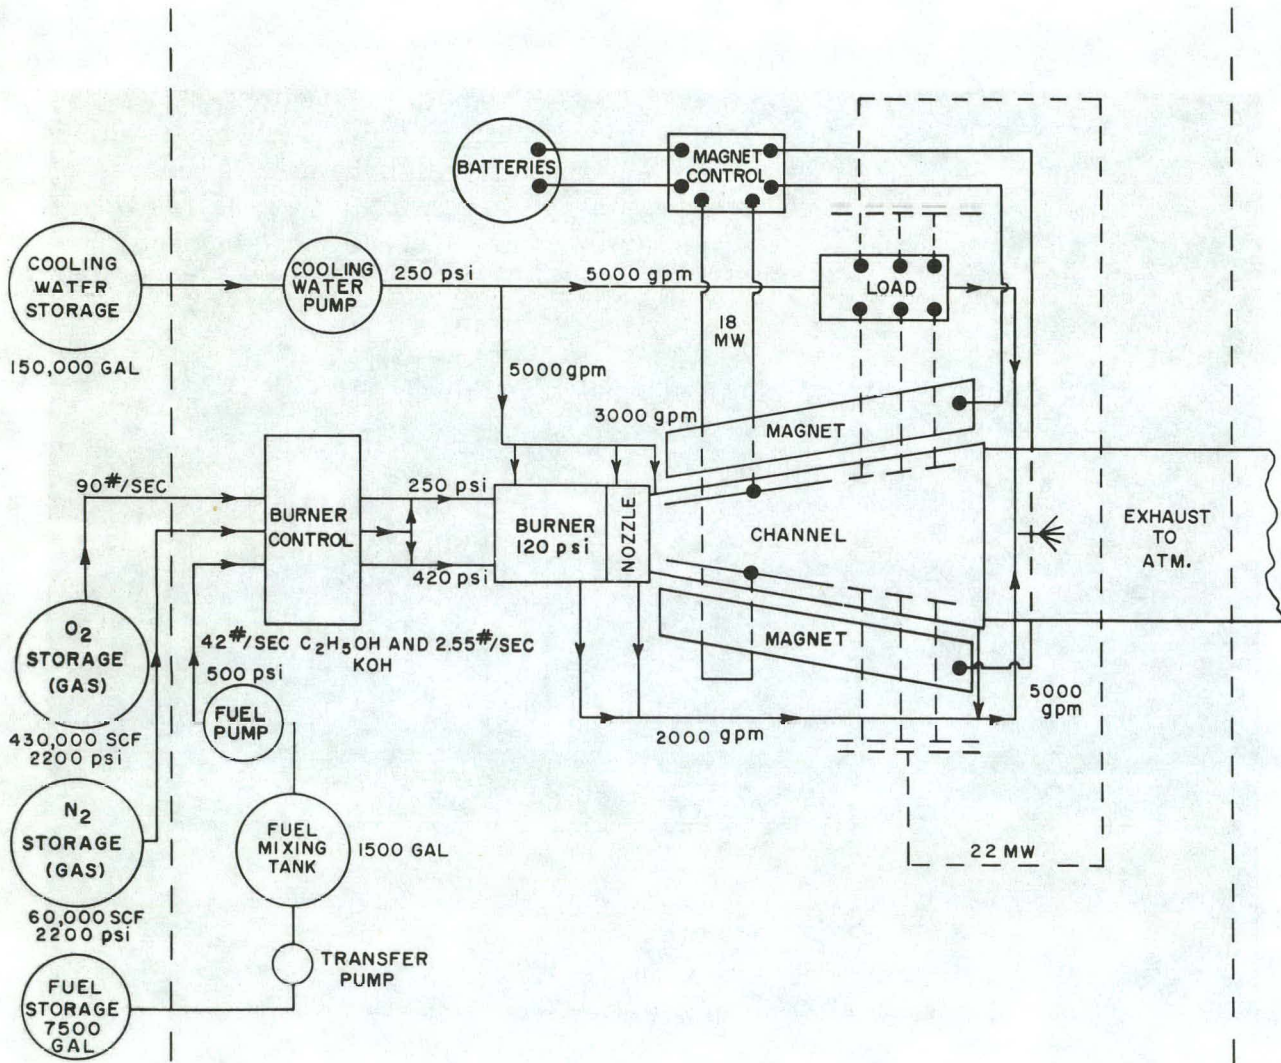 BATTERIES
MAGNET
CONTROL
COOLING
WATER
STORAGE
150,000 GAL
COOLING
WATER
PUMP
250 psi
5000 gpm
LOAD
18
MW
5000 gpm
3000 gpm
MAGNET
90#/SEC
BURNER
CONTROL
250 psi
420 psi
BURNER
120 psi
NOZZLE
CHANNEL
EXHAUST
TO
ATM.
MAGNET
O2
STORAGE
(GAS)
430,000 SCF
2200 psi
42#/SEC C2H5OH AND 2.55#/SEC
KOH
500 psi
FUEL
PUMP
2000 gpm
5000
gpm
N2
STORAGE
(GAS)
60,000 SCF
2200 psi
FUEL
MIXING
TANK
1500 GAL
22 MW
TRANSFER
PUMP
FUEL
STORAGE
7500
GAL